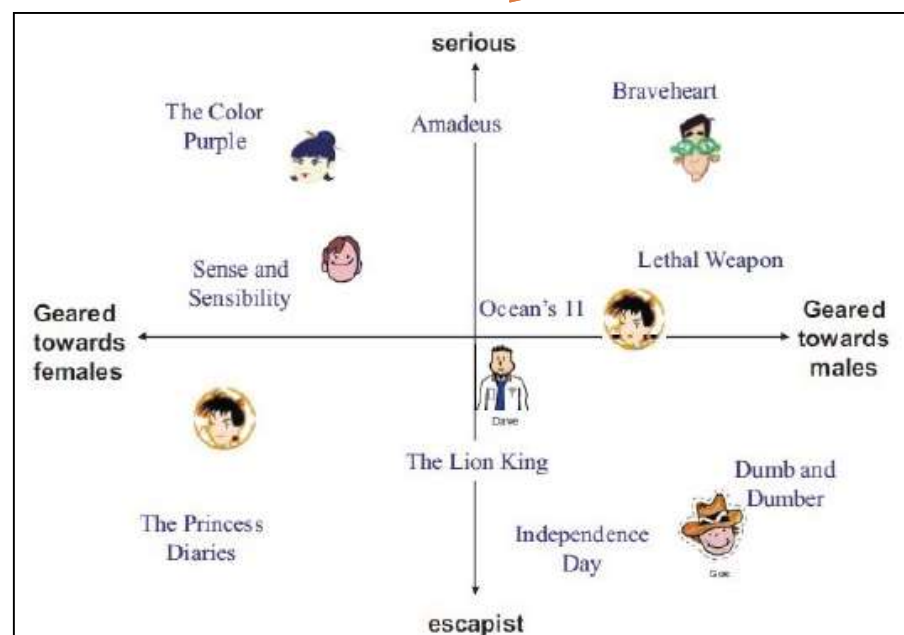 serious
Braveheart
The Color
Purple
Amadeus
Lethal Weapon
Sense and
Sensibility
Ocean's 11
Geared
towards
females
Geared
towards
males
Dave
The Lion King
Dumb and
Dumber
The Princess
Diaries
Independence
Day
Gus
escapist